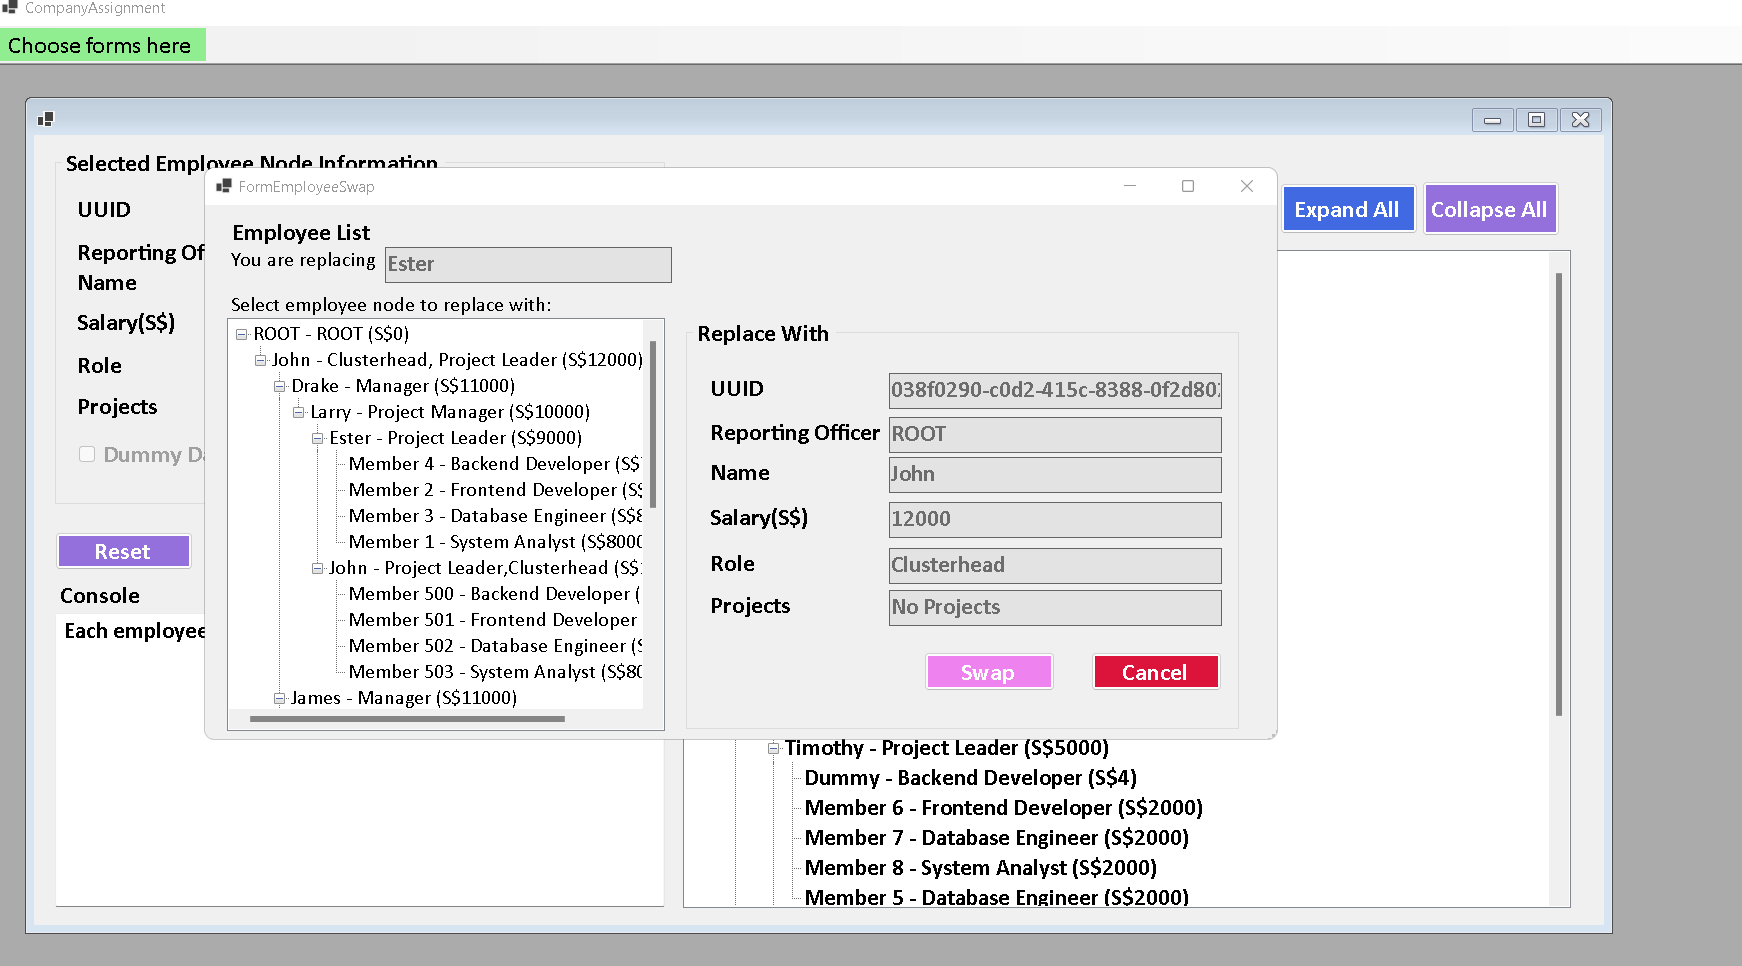 CompanyAssignment
Choose forms here
Selected Employee Node Information
UUID
Reporting Of
Name
Salary(S$)
Role
Projects
Dummy Da
Reset
Console
Each employee
FormEmployeeSwap
Employee List
You are replacing Ester
Select employee node to replace with:
ROOT - ROOT (S$0)
John - Clusterhead, Project Leader (S$12000)
Drake - Manager (S$11000)
Larry - Project Manager (S$10000)
Ester - Project Leader (S$9000)
Member 4 - Backend Developer (S$
Member 2 - Frontend Developer (S$
Member 3 - Database Engineer (S$8
Member 1 - System Analyst (S$8000
John - Project Leader,Clusterhead (S$
Member 500 - Backend Developer (
Member 501 - Frontend Developer
Member 502 - Database Engineer (S
Member 503 - System Analyst (S$80
James - Manager (S$11000)
Replace With
UUID 038f0290-c0d2-415c-8388-0f2d80
Reporting Officer ROOT
Name John
Salary(S$) 12000
Role Clusterhead
Projects No Projects
Swap Cancel
Expand All Collapse All
Timothy - Project Leader (S$5000)
Dummy - Backend Developer (S$4)
Member 6 - Frontend Developer (S$2000)
Member 7 - Database Engineer (S$2000)
Member 8 - System Analyst (S$2000)
Member 5 - Database Engineer (S$2000)